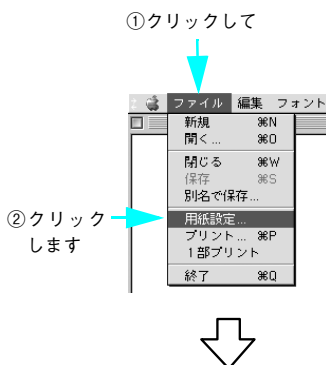 ①クリックして
ファイル 編集 フォント
新規 ⌘N
開く... ⌘O
閉じる ⌘W
保存 ⌘S
別名で保存...
用紙設定...
プリント... ⌘P
1部プリント
終了 ⌘Q
②クリック
します